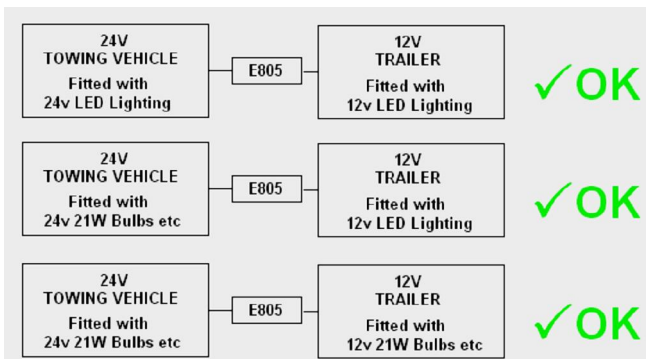 24V
TOWING VEHICLE
Fitted with
24v LED Lighting
E805
12V
TRAILER
Fitted with
12v LED Lighting
✓OK
24V
TOWING VEHICLE
Fitted with
24v 21W Bulbs etc
E805
12V
TRAILER
Fitted with
12v LED Lighting
✓OK
24V
TOWING VEHICLE
Fitted with
24v 21W Bulbs etc
E805
12V
TRAILER
Fitted with
12v 21W Bulbs etc
✓OK